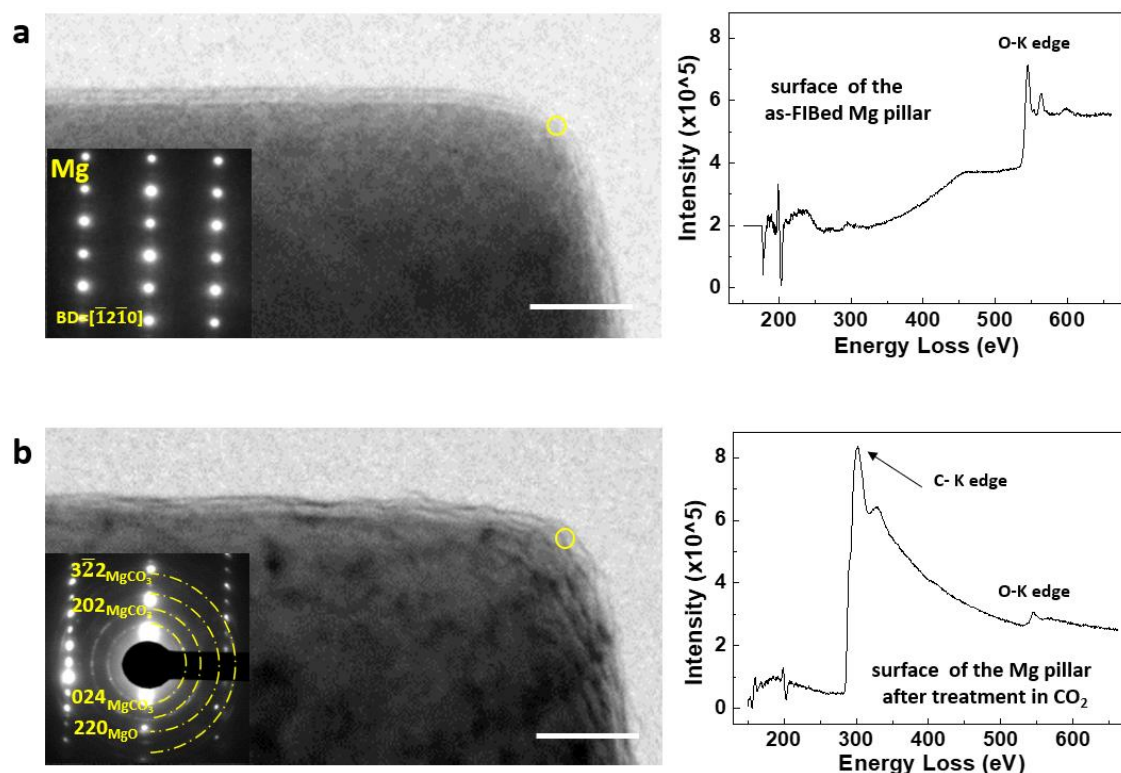 a
Mg
BD=[1̄21̄0]
8
6
4
2
0
Intensity (x10^5)
O-K edge
surface of the
as-FIBed Mg pillar
200 300 400 500 600
Energy Loss (eV)
b
32̄2MgCO₃
202MgCO₃
024MgCO₃
220MgO
8
6
4
2
0
Intensity (x10^5)
C- K edge
O-K edge
surface of the Mg pillar
after treatment in CO₂
200 300 400 500 600
Energy Loss (eV)